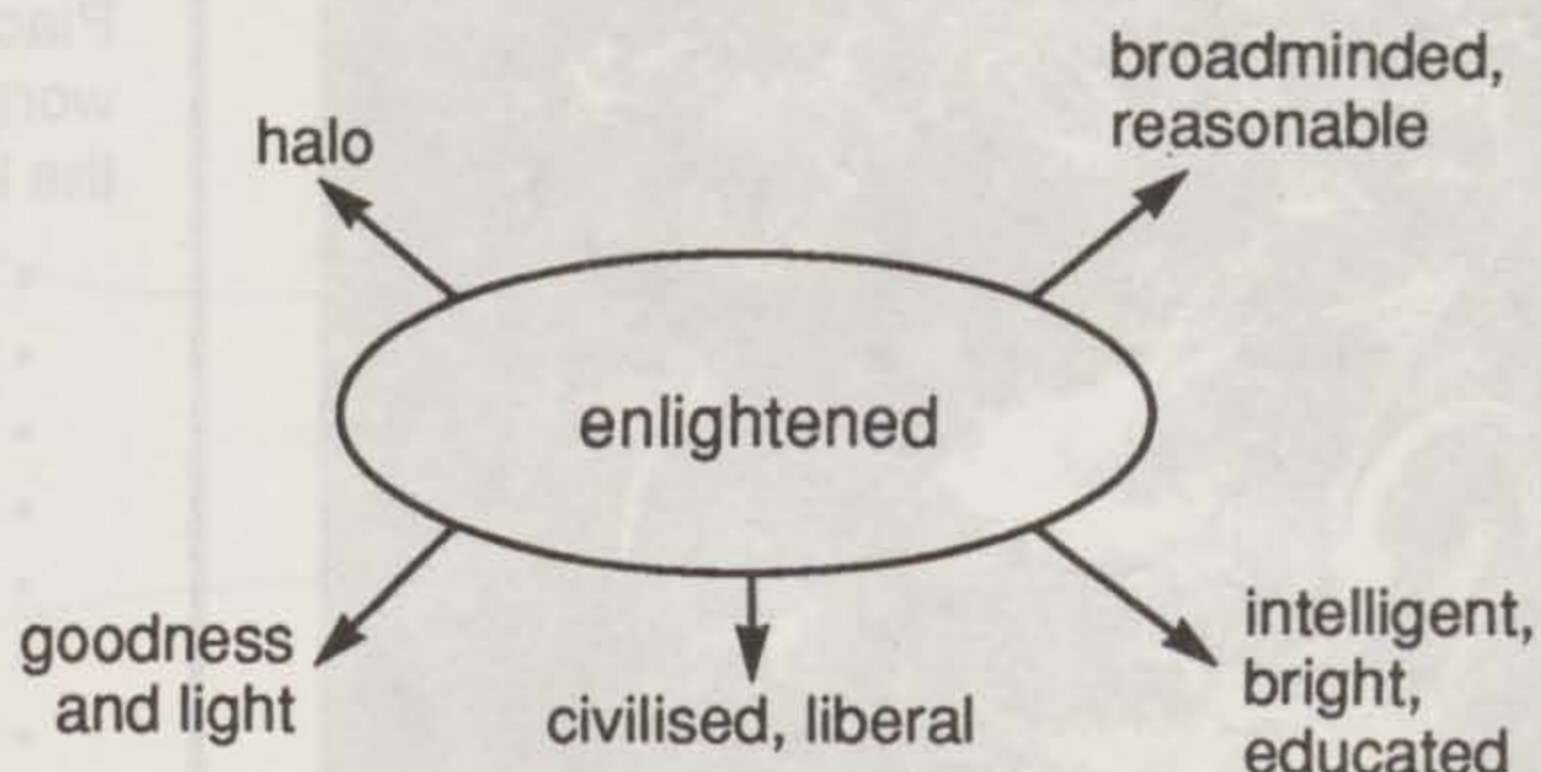 halo
broadminded,
reasonable
enlightened
goodness
and light
civilised, liberal
intelligent,
bright,
educated